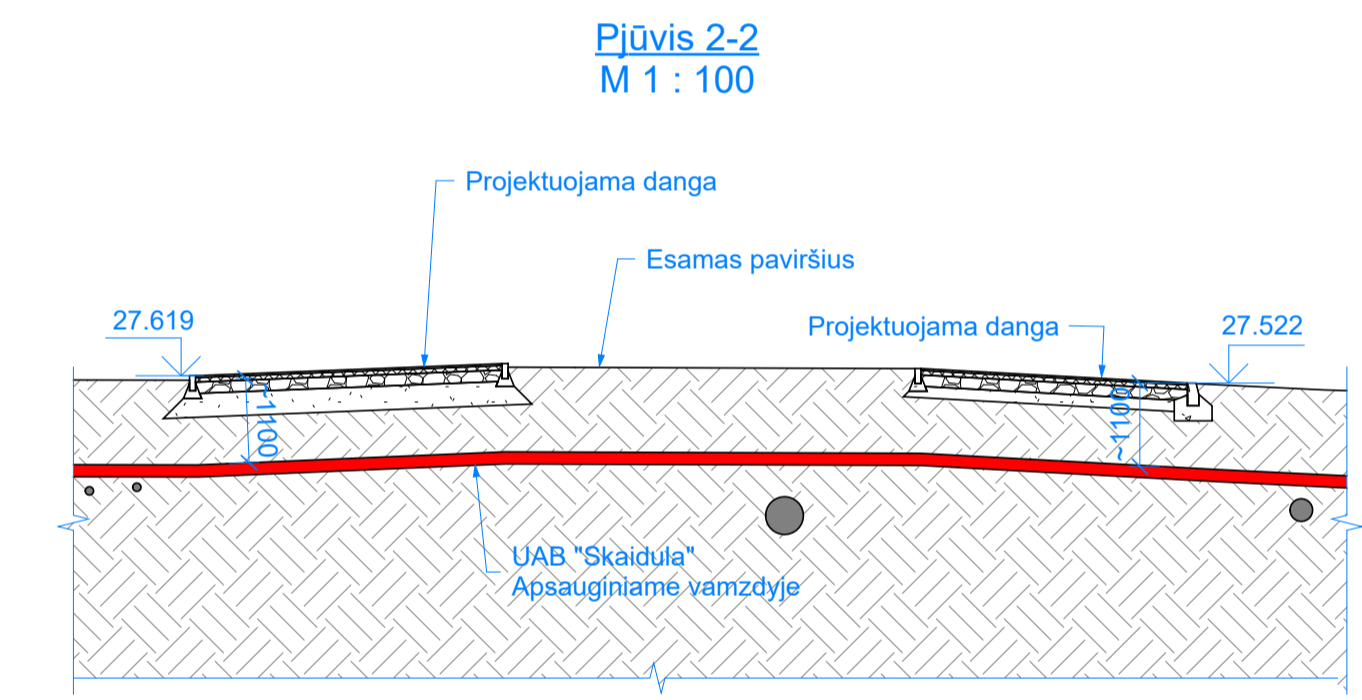 Pjūvis 2-2
M 1 : 100
Projektuojama danga
Esamas paviršius
27.619
Projektuojama danga
27.522
~1100
~1100
UAB "Skaidula"
Apsauginiame vamzdyje